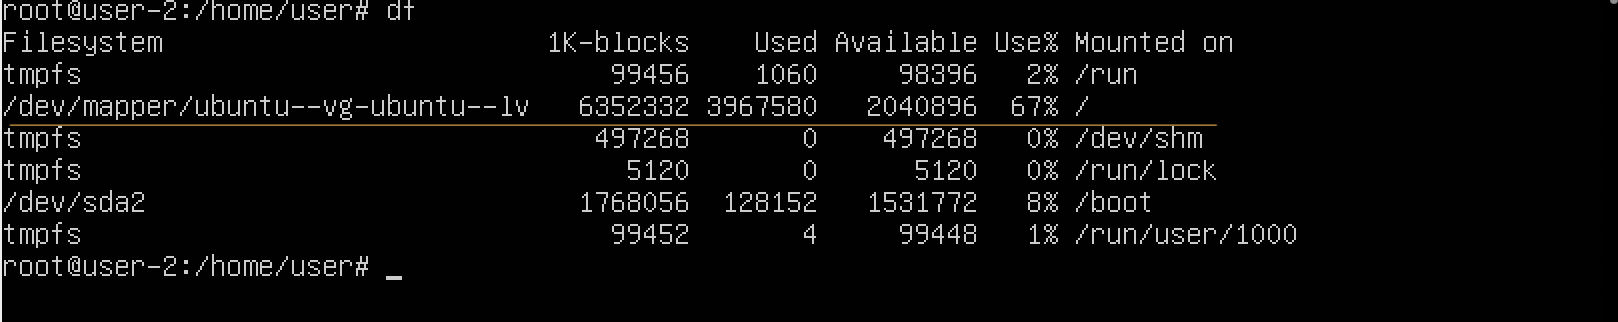 root@user-2:/home/user# df
Filesystem                         1K-blocks    Used Available Use% Mounted on
tmpfs                                  99456    1060     98396   2% /run
/dev/mapper/ubuntu--vg-ubuntu--lv   6352332 3967580   2040896  67% /
tmpfs                                 497268       0    497268   0% /dev/shm
tmpfs                                   5120       0      5120   0% /run/lock
/dev/sda2                            1768056  128152   1531772   8% /boot
tmpfs                                  99452       4     99448   1% /run/user/1000
root@user-2:/home/user# _